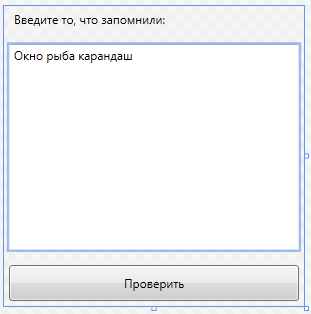 Введите то, что запомнили:
Окно рыба карандаш
Проверить